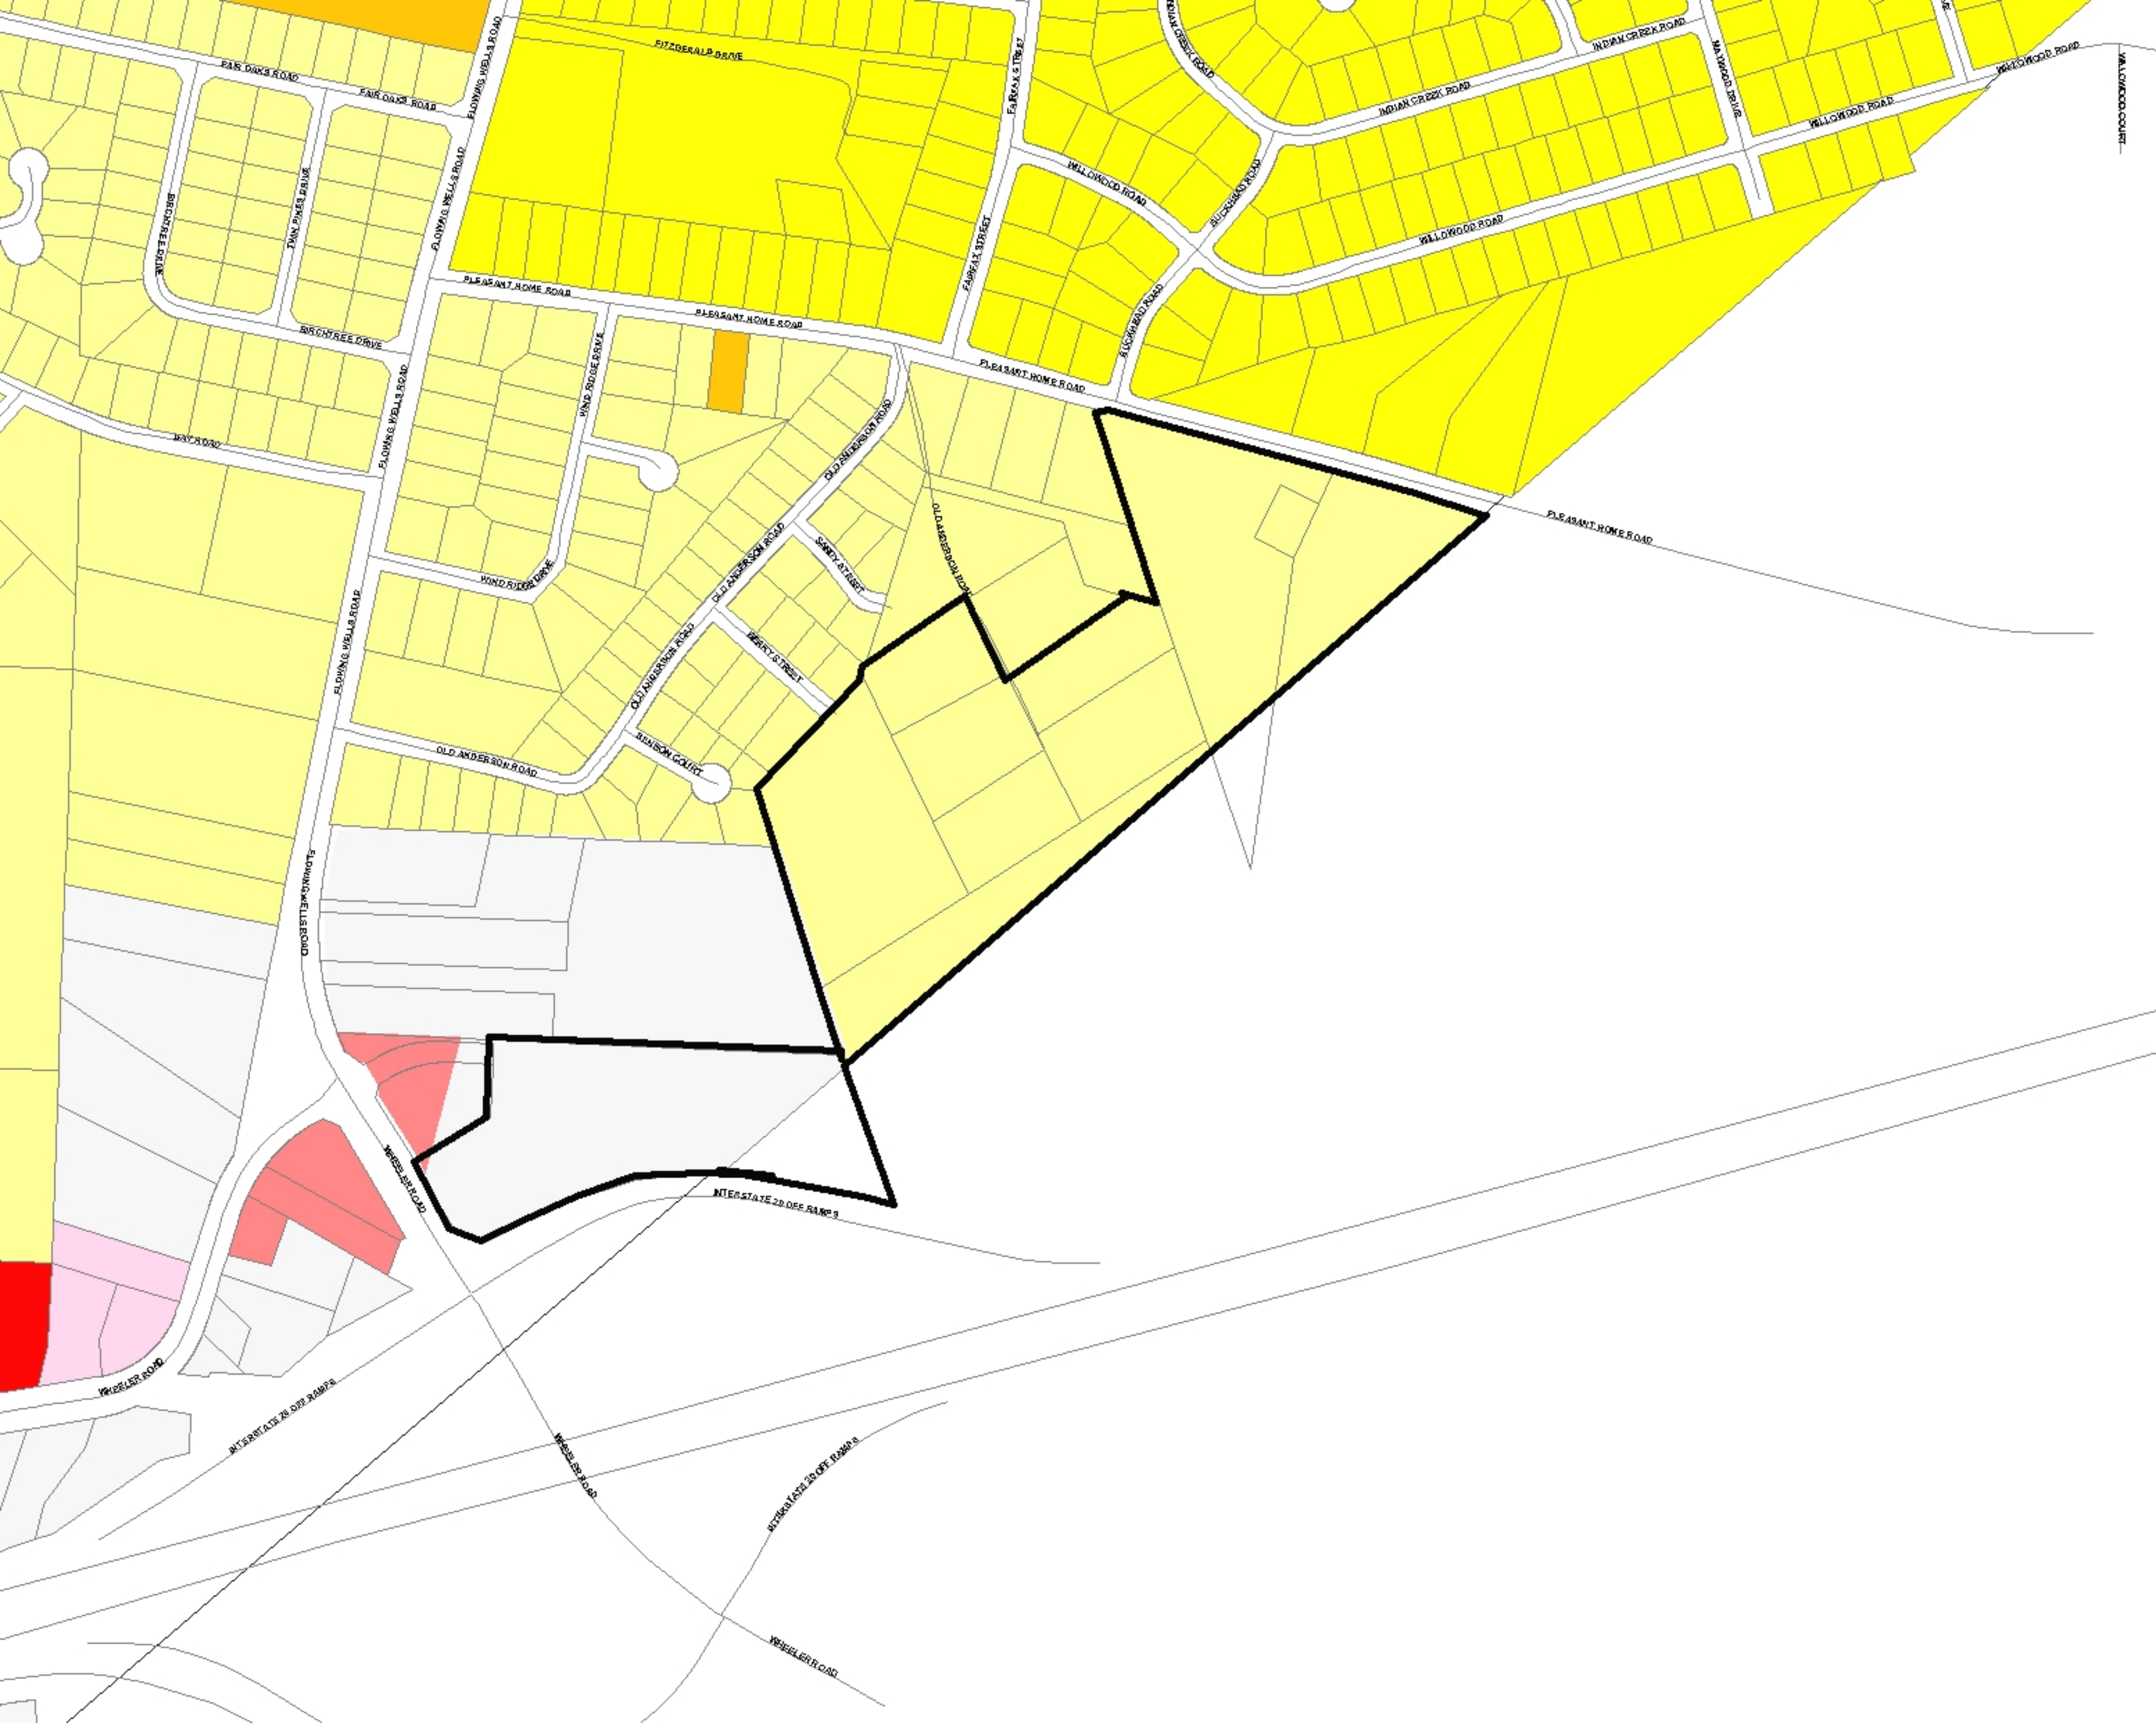 FLOWING WELLS ROAD
INDIAN CREEK ROAD
INDIAN CREEK ROAD
FITZGERALD DRIVE
FAIRFAX STREET
MAYWOOD DRIVE
WILLOWOOD ROAD
WILLOWOOD COURT
FAIR OAKS ROAD
FAIR OAKS ROAD
INDIAN CREEK ROAD
WILLOWOOD ROAD
FLOWING WELLS ROAD
TWIN PINES DRIVE
BIRCHTREE DRIVE
WILLOWOOD ROAD
BUCKHEAD ROAD
WILLOWOOD ROAD
FAIRFAX STREET
PLEASANT HOME ROAD
PLEASANT HOME ROAD
BUCKHEAD ROAD
BIRCHTREE DRIVE
WIND RIDGE DRIVE
PLEASANT HOME ROAD
FLOWING WELLS ROAD
OLD ANDERSON ROAD
MAY ROAD
PLEASANT HOME ROAD
OLD ANDERSON ROAD
OLD ANDERSON ROAD
SANDY STREET
WIND RIDGE DRIVE
FLOWING WELLS ROAD
OLD ANDERSON ROAD
BERRY STREET
OLD ANDERSON ROAD
BENSON COURT
FLOWING WELLS ROAD
WHEELER ROAD
INTERSTATE 20 OFF RAMPS
WHEELER ROAD
INTERSTATE 20 OFF RAMPS
WHEELER ROAD
INTERSTATE 20 OFF RAMPS
WHEELER ROAD